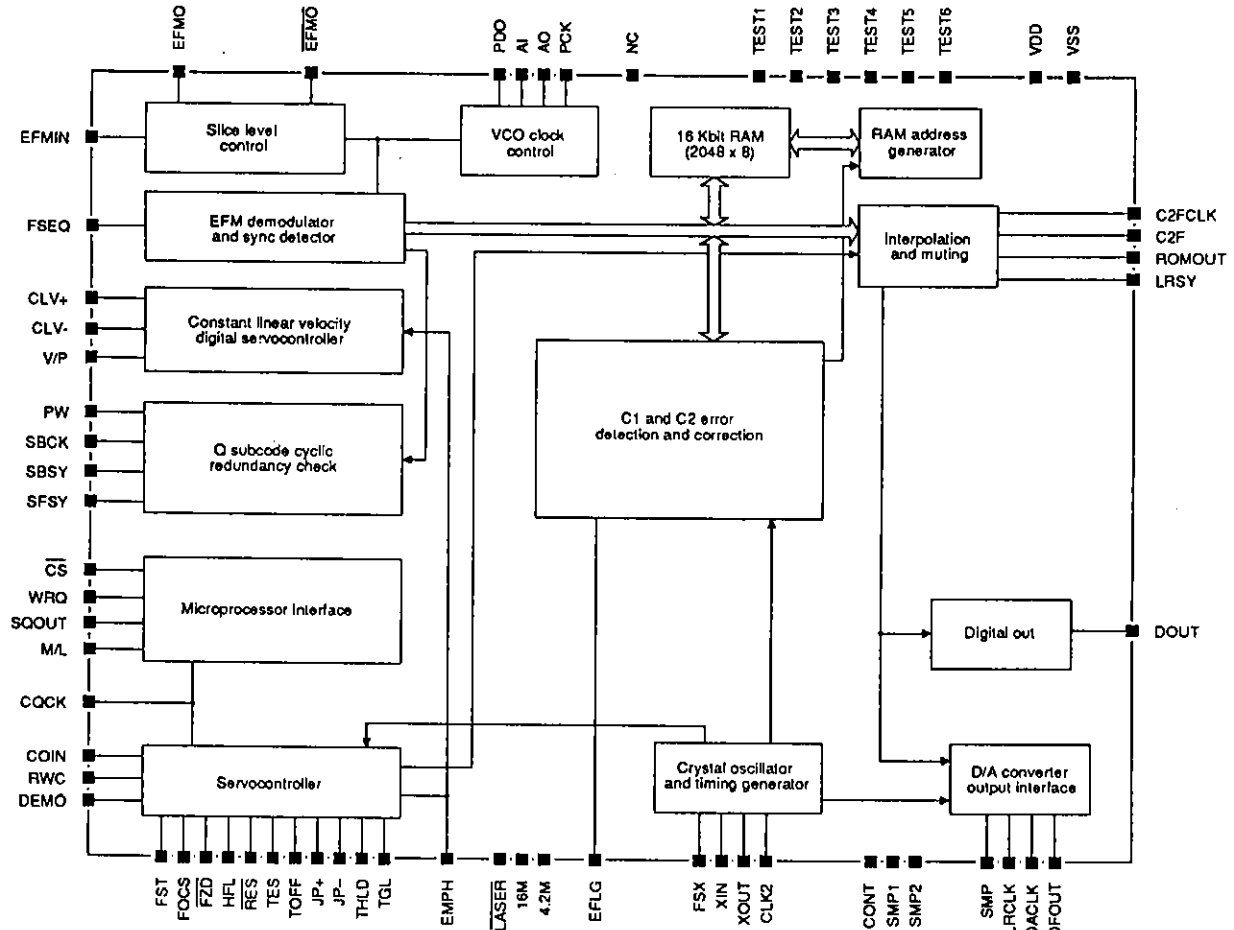 EFMO
EFMO
PDO
AI
AO
PCK
NC
TEST1
TEST2
TEST3
TEST4
TEST5
TEST6
VDD
VSS
EFMIN
Slice level
control
VCO clock
control
16 Kbit RAM
(2048 x 8)
RAM address
generator
FSEQ
EFM demodulator
and sync detector
Interpolation
and muting
C2FCLK
C2F
ROMOUT
LRSY
CLV+
CLV-
V/P
Constant linear velocity
digital servocontroller
PW
SBCK
SBSY
SFSY
Q subcode cyclic
redundancy check
C1 and C2 error
detection and correction
CS
WRQ
SQOUT
M/L
Microprocessor Interface
Digital out
DOUT
CQCK
COIN
RWC
DEMO
Servocontroller
Crystal oscillator
and timing generator
D/A converter
output interface
FST
FOCS
FZD
HFL
RES
TES
TOFF
JP+
JP-
THLD
TGL
EMPH
LASER
16M
4.2M
EFLG
FSX
XIN
XOUT
CLK2
CONT
SMP1
SMP2
SMP
LRCLK
DACLK
DFOUT